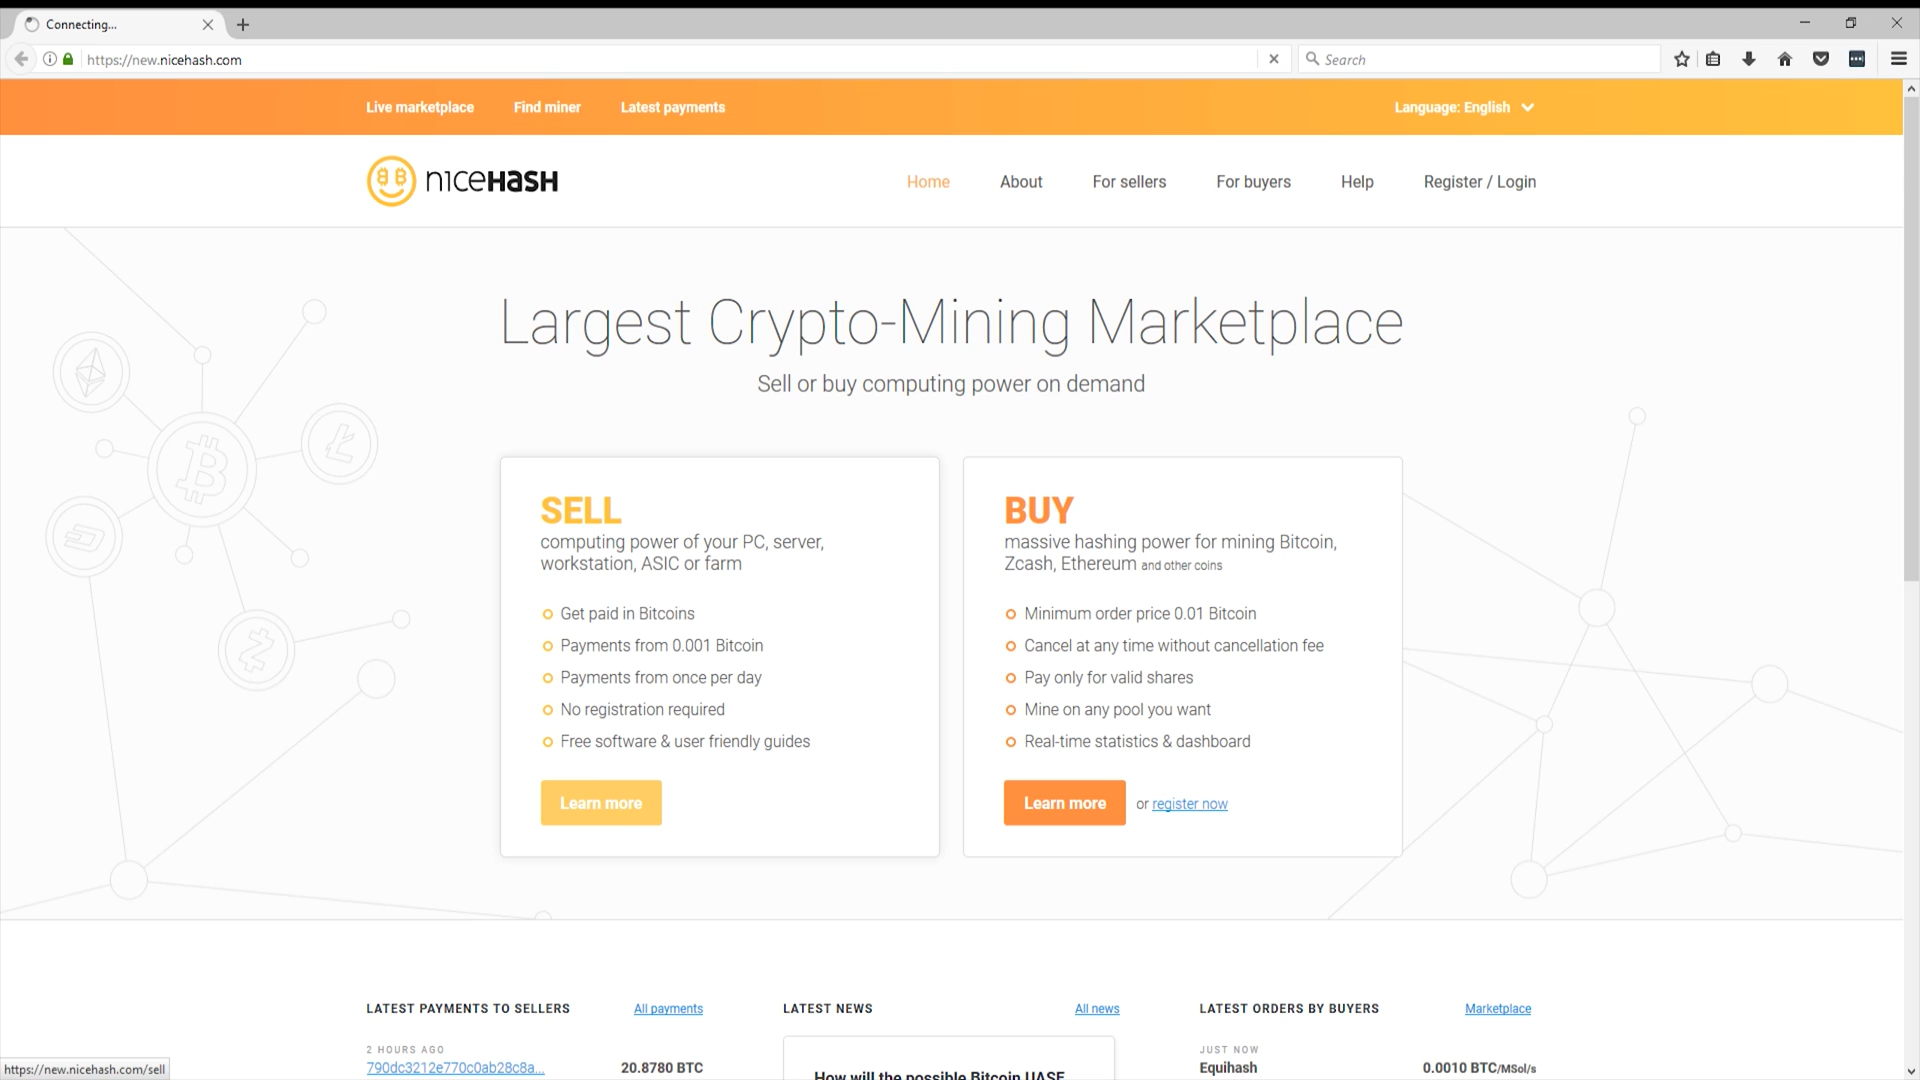 Connecting...
https://new.nicehash.com
Search
Live marketplace Find miner Latest payments Language: English
nicehash Home About For sellers For buyers Help Register / Login
Largest Crypto-Mining Marketplace
Sell or buy computing power on demand
SELL
computing power of your PC, server,
workstation, ASIC or farm
Get paid in Bitcoins
Payments from 0.001 Bitcoin
Payments from once per day
No registration required
Free software & user friendly guides
Learn more
BUY
massive hashing power for mining Bitcoin,
Zcash, Ethereum and other coins
Minimum order price 0.01 Bitcoin
Cancel at any time without cancellation fee
Pay only for valid shares
Mine on any pool you want
Real-time statistics & dashboard
Learn more or register now
LATEST PAYMENTS TO SELLERS All payments
2 HOURS AGO
790dc3212e770c0ab28c8a... 20.8780 BTC
LATEST NEWS All news
How will the possible Bitcoin UASF
LATEST ORDERS BY BUYERS Marketplace
JUST NOW
Equihash 0.0010 BTC/MSol/s
https://new.nicehash.com/sell